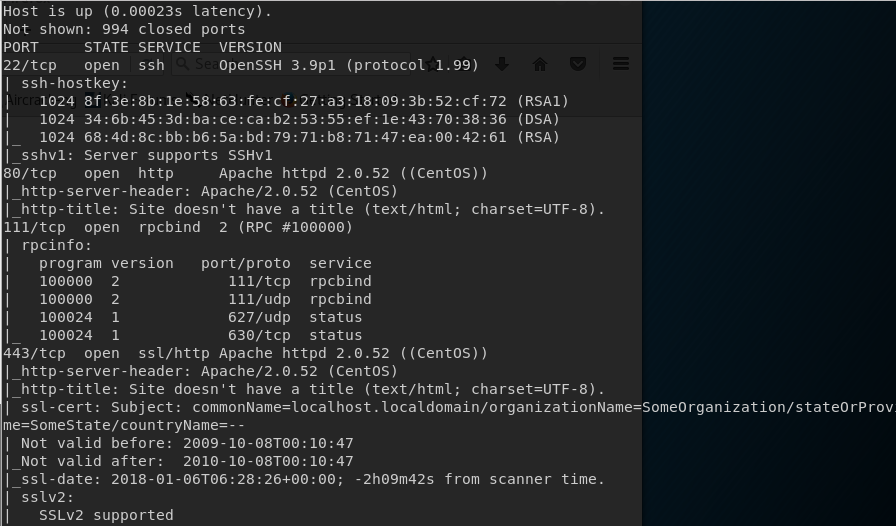 Host is up (0.00023s latency).
Not shown: 994 closed ports
PORT     STATE SERVICE  VERSION
22/tcp   open  ssh      OpenSSH 3.9p1 (protocol 1.99)
| ssh-hostkey:
|   1024 8f:3e:8b:1e:58:63:fe:cf:27:a3:18:09:3b:52:cf:72 (RSA1)
|   1024 34:6b:45:3d:ba:ce:ca:b2:53:55:ef:1e:43:70:38:36 (DSA)
|_  1024 68:4d:8c:bb:b6:5a:bd:79:71:b8:71:47:ea:00:42:61 (RSA)
|_sshv1: Server supports SSHv1
80/tcp   open  http     Apache httpd 2.0.52 ((CentOS))
|_http-server-header: Apache/2.0.52 (CentOS)
|_http-title: Site doesn't have a title (text/html; charset=UTF-8).
111/tcp  open  rpcbind  2 (RPC #100000)
| rpcinfo:
|   program version   port/proto  service
|   100000  2            111/tcp  rpcbind
|   100000  2            111/udp  rpcbind
|   100024  1            627/udp  status
|_  100024  1            630/tcp  status
443/tcp  open  ssl/http Apache httpd 2.0.52 ((CentOS))
|_http-server-header: Apache/2.0.52 (CentOS)
|_http-title: Site doesn't have a title (text/html; charset=UTF-8).
| ssl-cert: Subject: commonName=localhost.localdomain/organizationName=SomeOrganization/stateOrProv
me=SomeState/countryName=--
| Not valid before: 2009-10-08T00:10:47
|_Not valid after:  2010-10-08T00:10:47
|_ssl-date: 2018-01-06T06:28:26+00:00; -2h09m42s from scanner time.
| sslv2:
|   SSLv2 supported